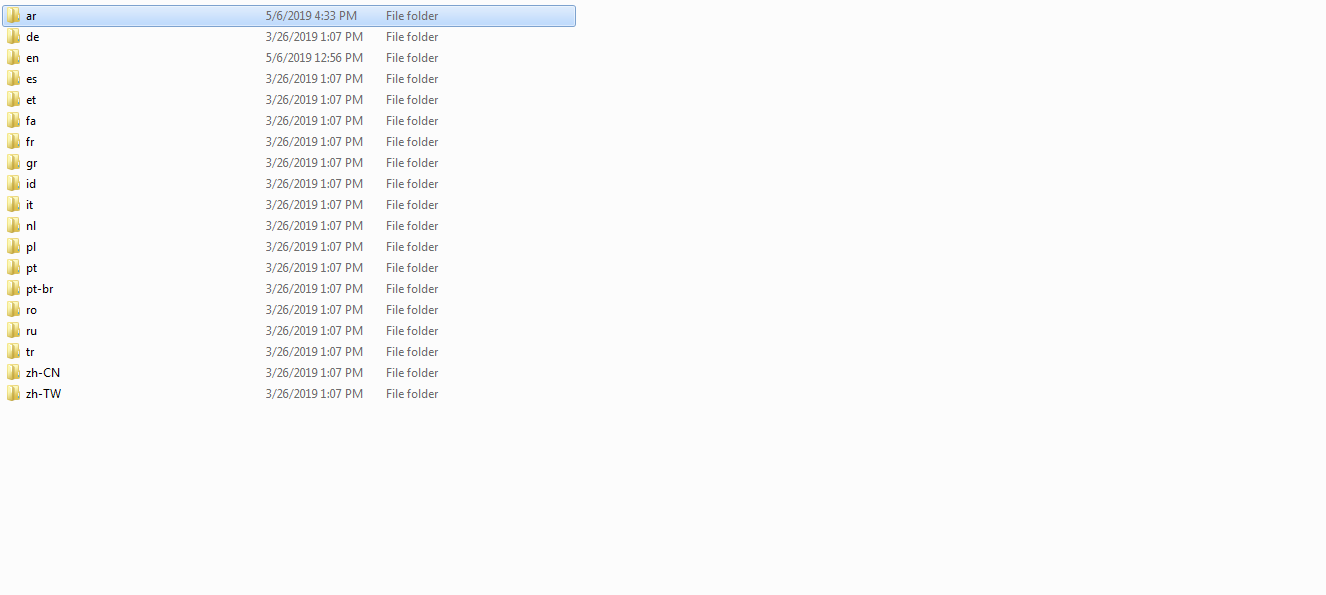 ar 5/6/2019 4:33 PM File folder
de 3/26/2019 1:07 PM File folder
en 5/6/2019 12:56 PM File folder
es 3/26/2019 1:07 PM File folder
et 3/26/2019 1:07 PM File folder
fa 3/26/2019 1:07 PM File folder
fr 3/26/2019 1:07 PM File folder
gr 3/26/2019 1:07 PM File folder
id 3/26/2019 1:07 PM File folder
it 3/26/2019 1:07 PM File folder
nl 3/26/2019 1:07 PM File folder
pl 3/26/2019 1:07 PM File folder
pt 3/26/2019 1:07 PM File folder
pt-br 3/26/2019 1:07 PM File folder
ro 3/26/2019 1:07 PM File folder
ru 3/26/2019 1:07 PM File folder
tr 3/26/2019 1:07 PM File folder
zh-CN 3/26/2019 1:07 PM File folder
zh-TW 3/26/2019 1:07 PM File folder